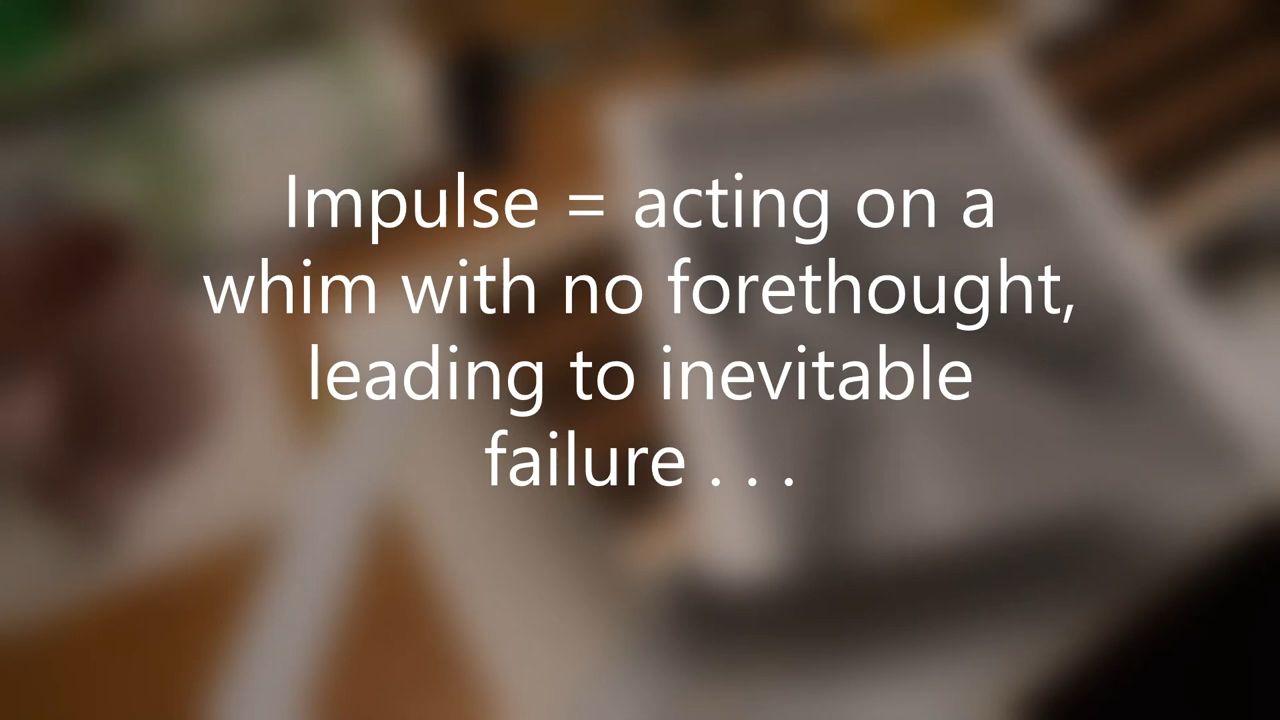 Impulse = acting on a
whim with no forethought,
leading to inevitable
failure . . .